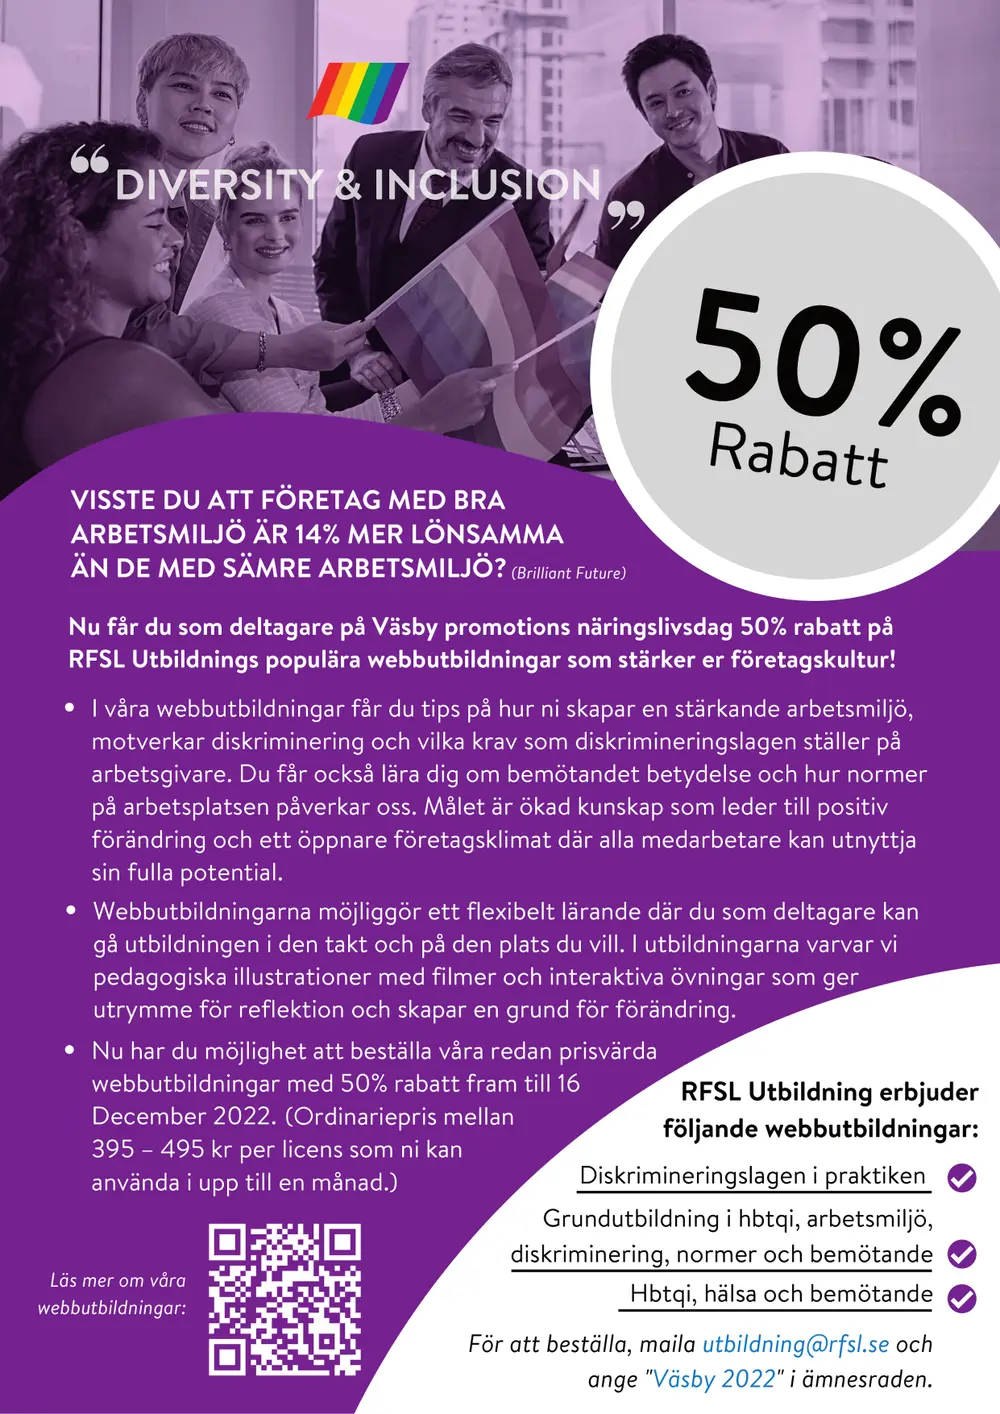 “ DIVERSITY & INCLUSION ”
50%
Rabatt
VISSTE DU ATT FÖRETAG MED BRA
ARBETSMILJÖ ÄR 14% MER LÖNSAMMA
ÄN DE MED SÄMRE ARBETSMILJÖ? (Brilliant Future)
Nu får du som deltagare på Väsby promotions näringslivsdag 50% rabatt på
RFSL Utbildnings populära webbutbildningar som stärker er företagskultur!
• I våra webbutbildningar får du tips på hur ni skapar en stärkande arbetsmiljö,
motverkar diskriminering och vilka krav som diskrimineringslagen ställer på
arbetsgivare. Du får också lära dig om bemötandet betydelse och hur normer
på arbetsplatsen påverkar oss. Målet är ökad kunskap som leder till positiv
förändring och ett öppnare företagsklimat där alla medarbetare kan utnyttja
sin fulla potential.
• Webbutbildningarna möjliggör ett flexibelt lärande där du som deltagare kan
gå utbildningen i den takt och på den plats du vill. I utbildningarna varvar vi
pedagogiska illustrationer med filmer och interaktiva övningar som ger
utrymme för reflektion och skapar en grund för förändring.
• Nu har du möjlighet att beställa våra redan prisvärda
webbutbildningar med 50% rabatt fram till 16
December 2022. (Ordinariepris mellan
395 – 495 kr per licens som ni kan
använda i upp till en månad.)
Läs mer om våra
webbutbildningar:
RFSL Utbildning erbjuder
följande webbutbildningar:
Diskrimineringslagen i praktiken
Grundutbildning i hbtqi, arbetsmiljö,
diskriminering, normer och bemötande
Hbtqi, hälsa och bemötande
För att beställa, maila utbildning@rfsl.se och
ange "Väsby 2022" i ämnesraden.